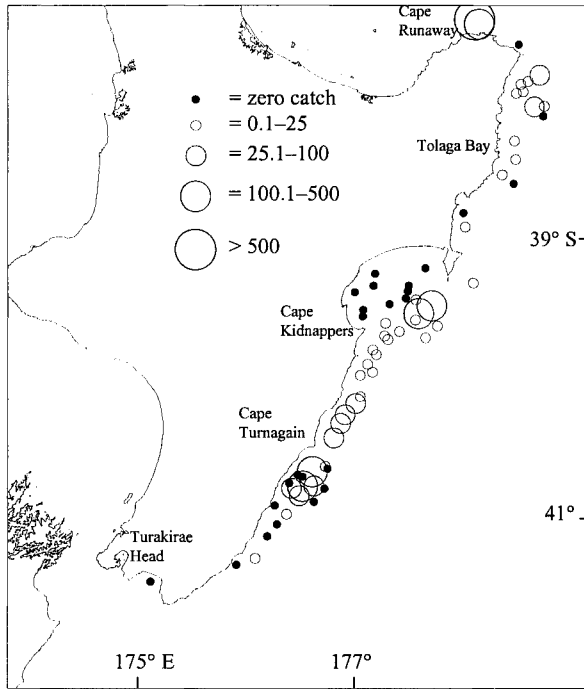 Cape
Runaway
= zero catch
= 0.1–25
= 25.1–100
= 100.1–500
> 500
Tolaga Bay
39° S
Cape
Kidnappers
Cape
Turnagain
41°
Turakirae
Head
175° E
177°